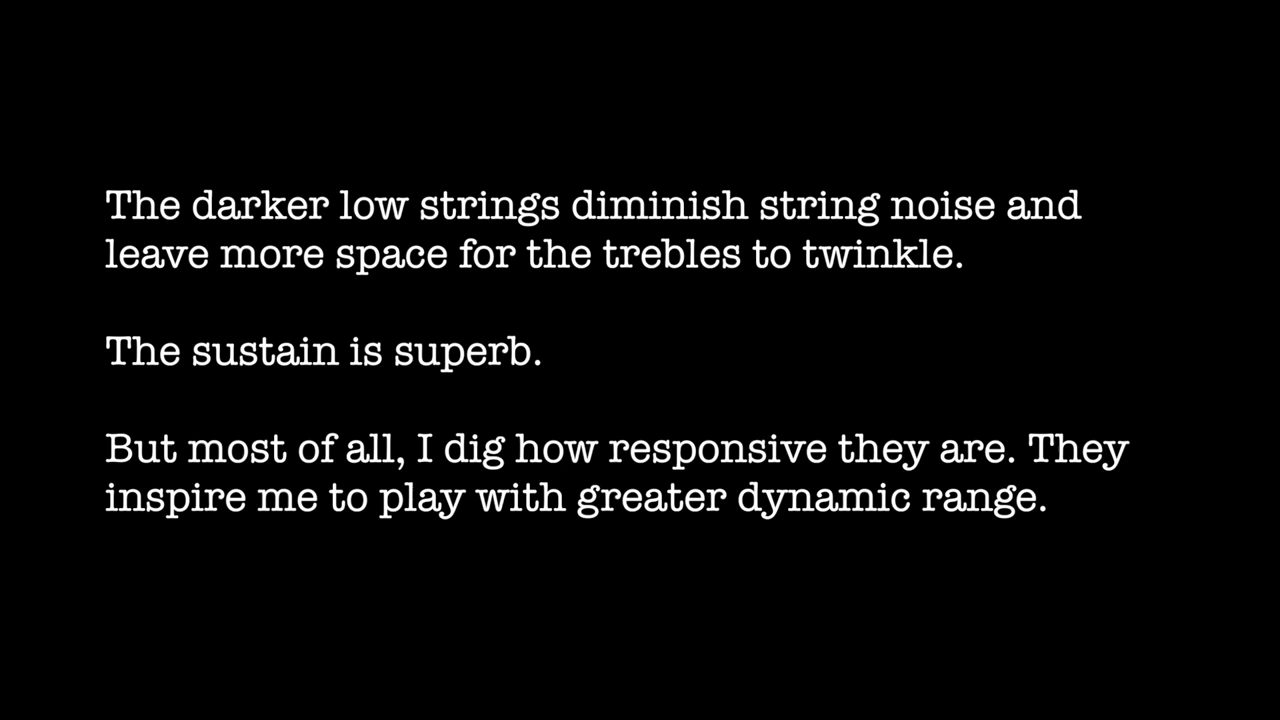 The darker low strings diminish string noise and
leave more space for the trebles to twinkle.
The sustain is superb.
But most of all, I dig how responsive they are. They
inspire me to play with greater dynamic range.